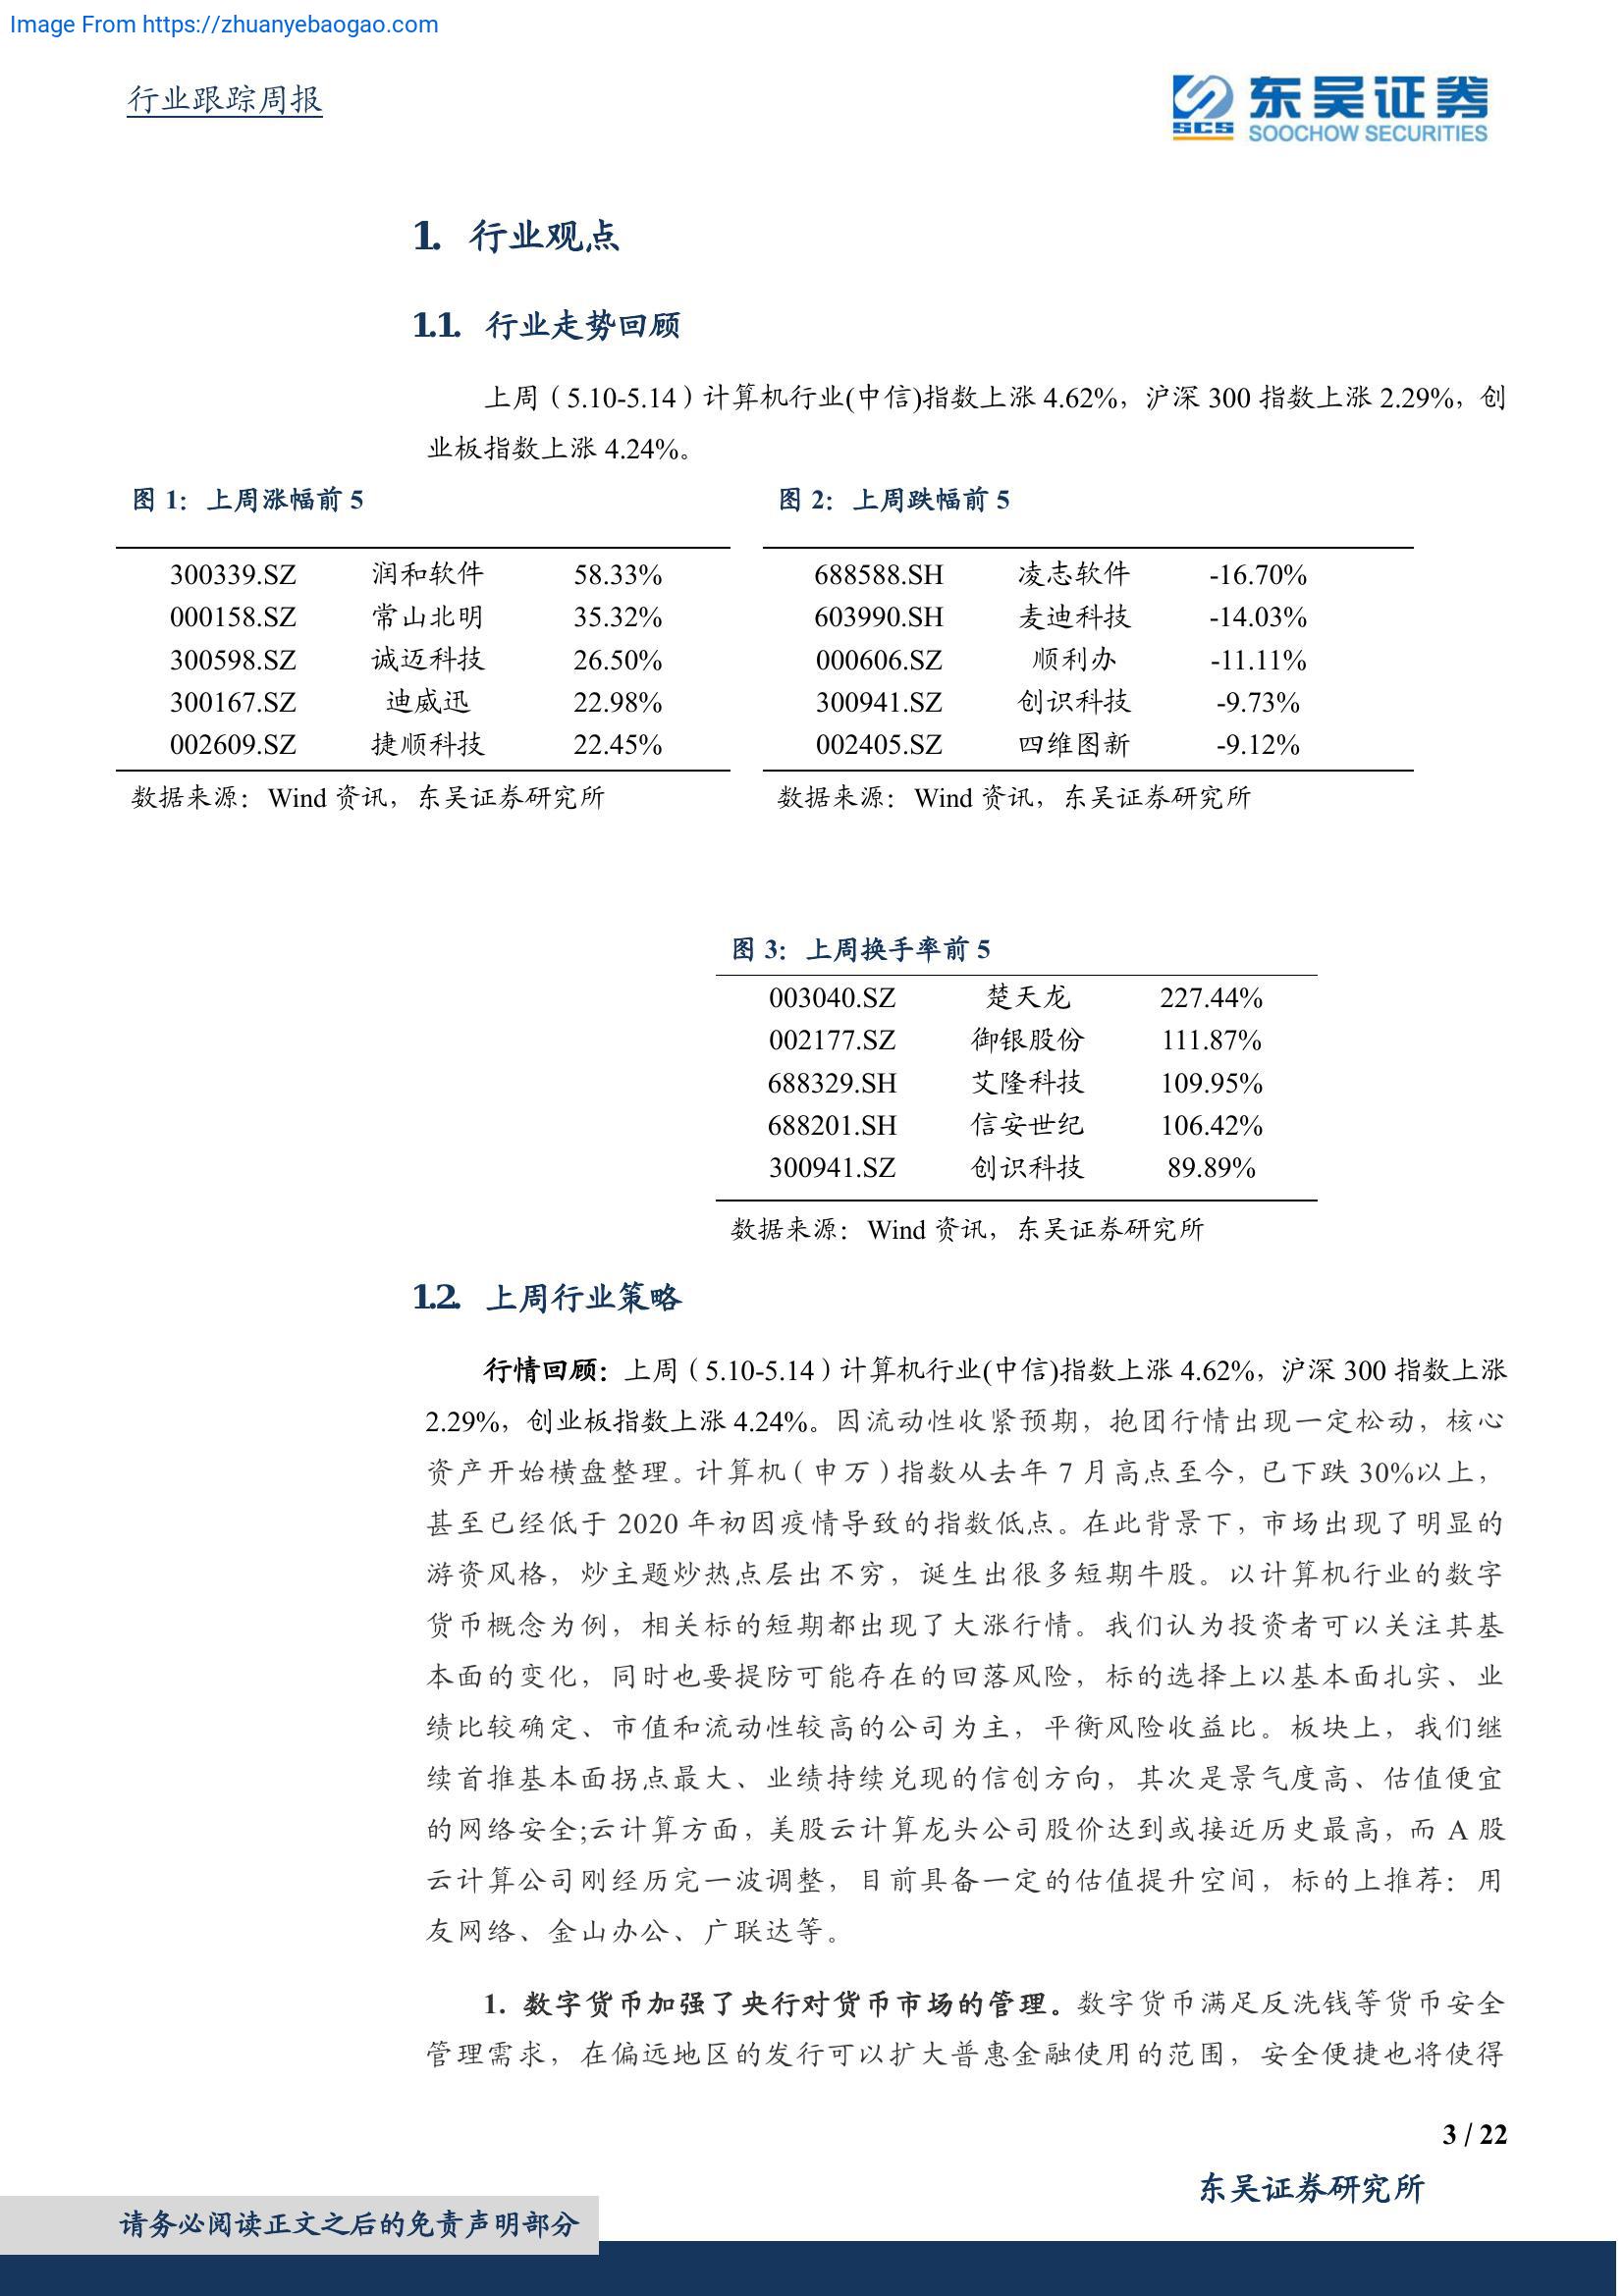 Image From https://zhuanyebaogao.com
行业跟踪周报
东吴证券
SCS
SOOCHOW SECURITIES
1. 行业观点
1.1. 行业走势回顾
上周（5.10-5.14）计算机行业(中信)指数上涨 4.62%，沪深 300 指数上涨 2.29%，创
业板指数上涨 4.24%。
图 1：上周涨幅前 5
300339.SZ 润和软件 58.33%
000158.SZ 常山北明 35.32%
300598.SZ 诚迈科技 26.50%
300167.SZ 迪威迅 22.98%
002609.SZ 捷顺科技 22.45%
数据来源：Wind 资讯，东吴证券研究所
图 2：上周跌幅前 5
688588.SH 凌志软件 -16.70%
603990.SH 麦迪科技 -14.03%
000606.SZ 顺利办 -11.11%
300941.SZ 创识科技 -9.73%
002405.SZ 四维图新 -9.12%
数据来源：Wind 资讯，东吴证券研究所
图 3：上周换手率前 5
003040.SZ 楚天龙 227.44%
002177.SZ 御银股份 111.87%
688329.SH 艾隆科技 109.95%
688201.SH 信安世纪 106.42%
300941.SZ 创识科技 89.89%
数据来源：Wind 资讯，东吴证券研究所
1.2. 上周行业策略
行情回顾：上周（5.10-5.14）计算机行业(中信)指数上涨 4.62%，沪深 300 指数上涨
2.29%，创业板指数上涨 4.24%。因流动性收紧预期，抱团行情出现一定松动，核心
资产开始横盘整理。计算机（申万）指数从去年 7 月高点至今，已下跌 30%以上，
甚至已经低于 2020 年初因疫情导致的指数低点。在此背景下，市场出现了明显的
游资风格，炒主题炒热点层出不穷，诞生出很多短期牛股。以计算机行业的数字
货币概念为例，相关标的短期都出现了大涨行情。我们认为投资者可以关注其基
本面的变化，同时也要提防可能存在的回落风险，标的选择上以基本面扎实、业
绩比较确定、市值和流动性较高的公司为主，平衡风险收益比。板块上，我们继
续首推基本面拐点最大、业绩持续兑现的信创方向，其次是景气度高、估值便宜
的网络安全;云计算方面，美股云计算龙头公司股价达到或接近历史最高，而 A 股
云计算公司刚经历完一波调整，目前具备一定的估值提升空间，标的上推荐：用
友网络、金山办公、广联达等。
1. 数字货币加强了央行对货币市场的管理。数字货币满足反洗钱等货币安全
管理需求，在偏远地区的发行可以扩大普惠金融使用的范围，安全便捷也将使得
3 / 22
东吴证券研究所
请务必阅读正文之后的免责声明部分